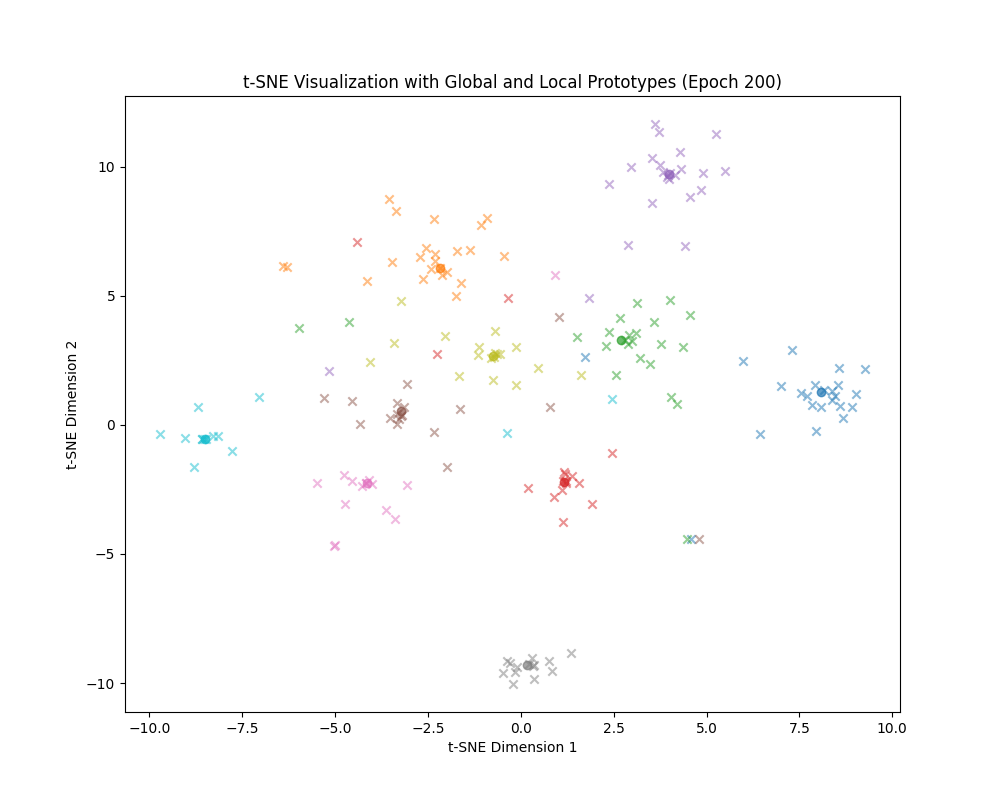 t-SNE Visualization with Global and Local Prototypes (Epoch 200)
10
5
0
−5
−10
t-SNE Dimension 2
−10.0 −7.5 −5.0 −2.5 0.0 2.5 5.0 7.5 10.0
t-SNE Dimension 1